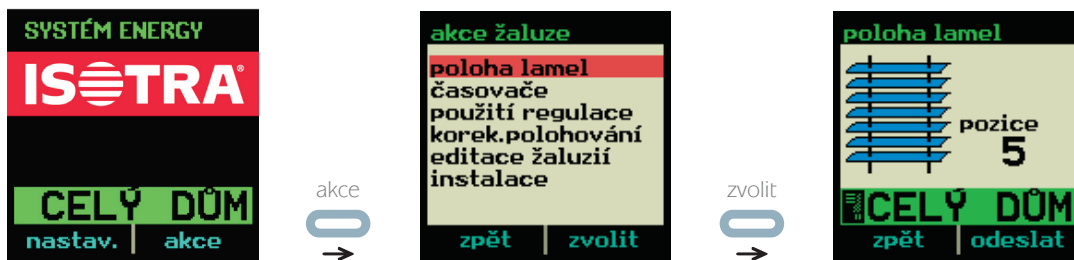 SYSTÉM ENERGY
ISOTRA®
CELÝ DŮM
nastav. akce
akce
akce žaluze
poloha lamel
časovače
použití regulace
korek.polohování
editace žaluzií
instalace
zpět zvolit
zvolit
poloha lamel
pozice
5
CELÝ DŮM
zpět odeslat